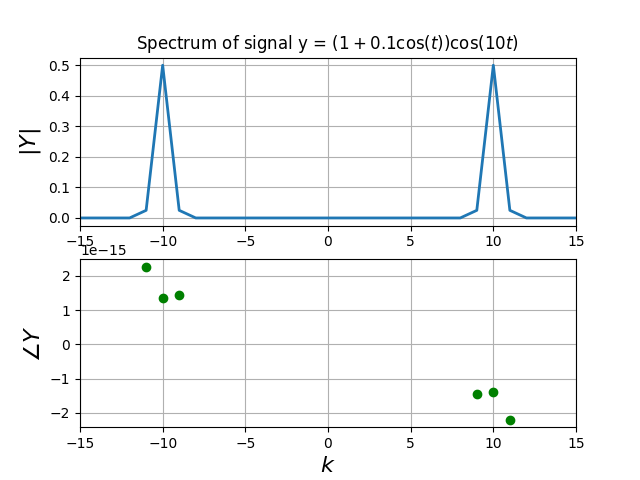 Spectrum of signal y = (1 + 0.1cos(t))cos(10t)
|Y|
0.5
0.4
0.3
0.2
0.1
0.0
−15 −10 −5 0 5 10 15
1e−15
∠Y
2
1
0
−1
−2
−15 −10 −5 0 5 10 15
k